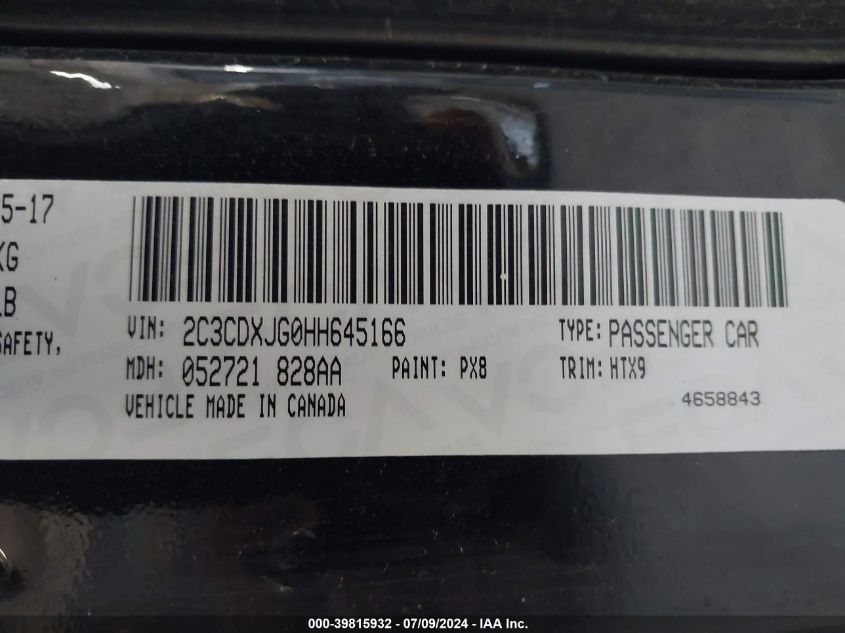 5-17
KG
LB
SAFETY,
VIN: 2C3CDXJG0HH645166 TYPE: PASSENGER CAR
MDH: 052721 828AA PAINT: PX8 TRIM: HTX9
VEHICLE MADE IN CANADA 4658843
000-39815932 - 07/09/2024 - IAA Inc.